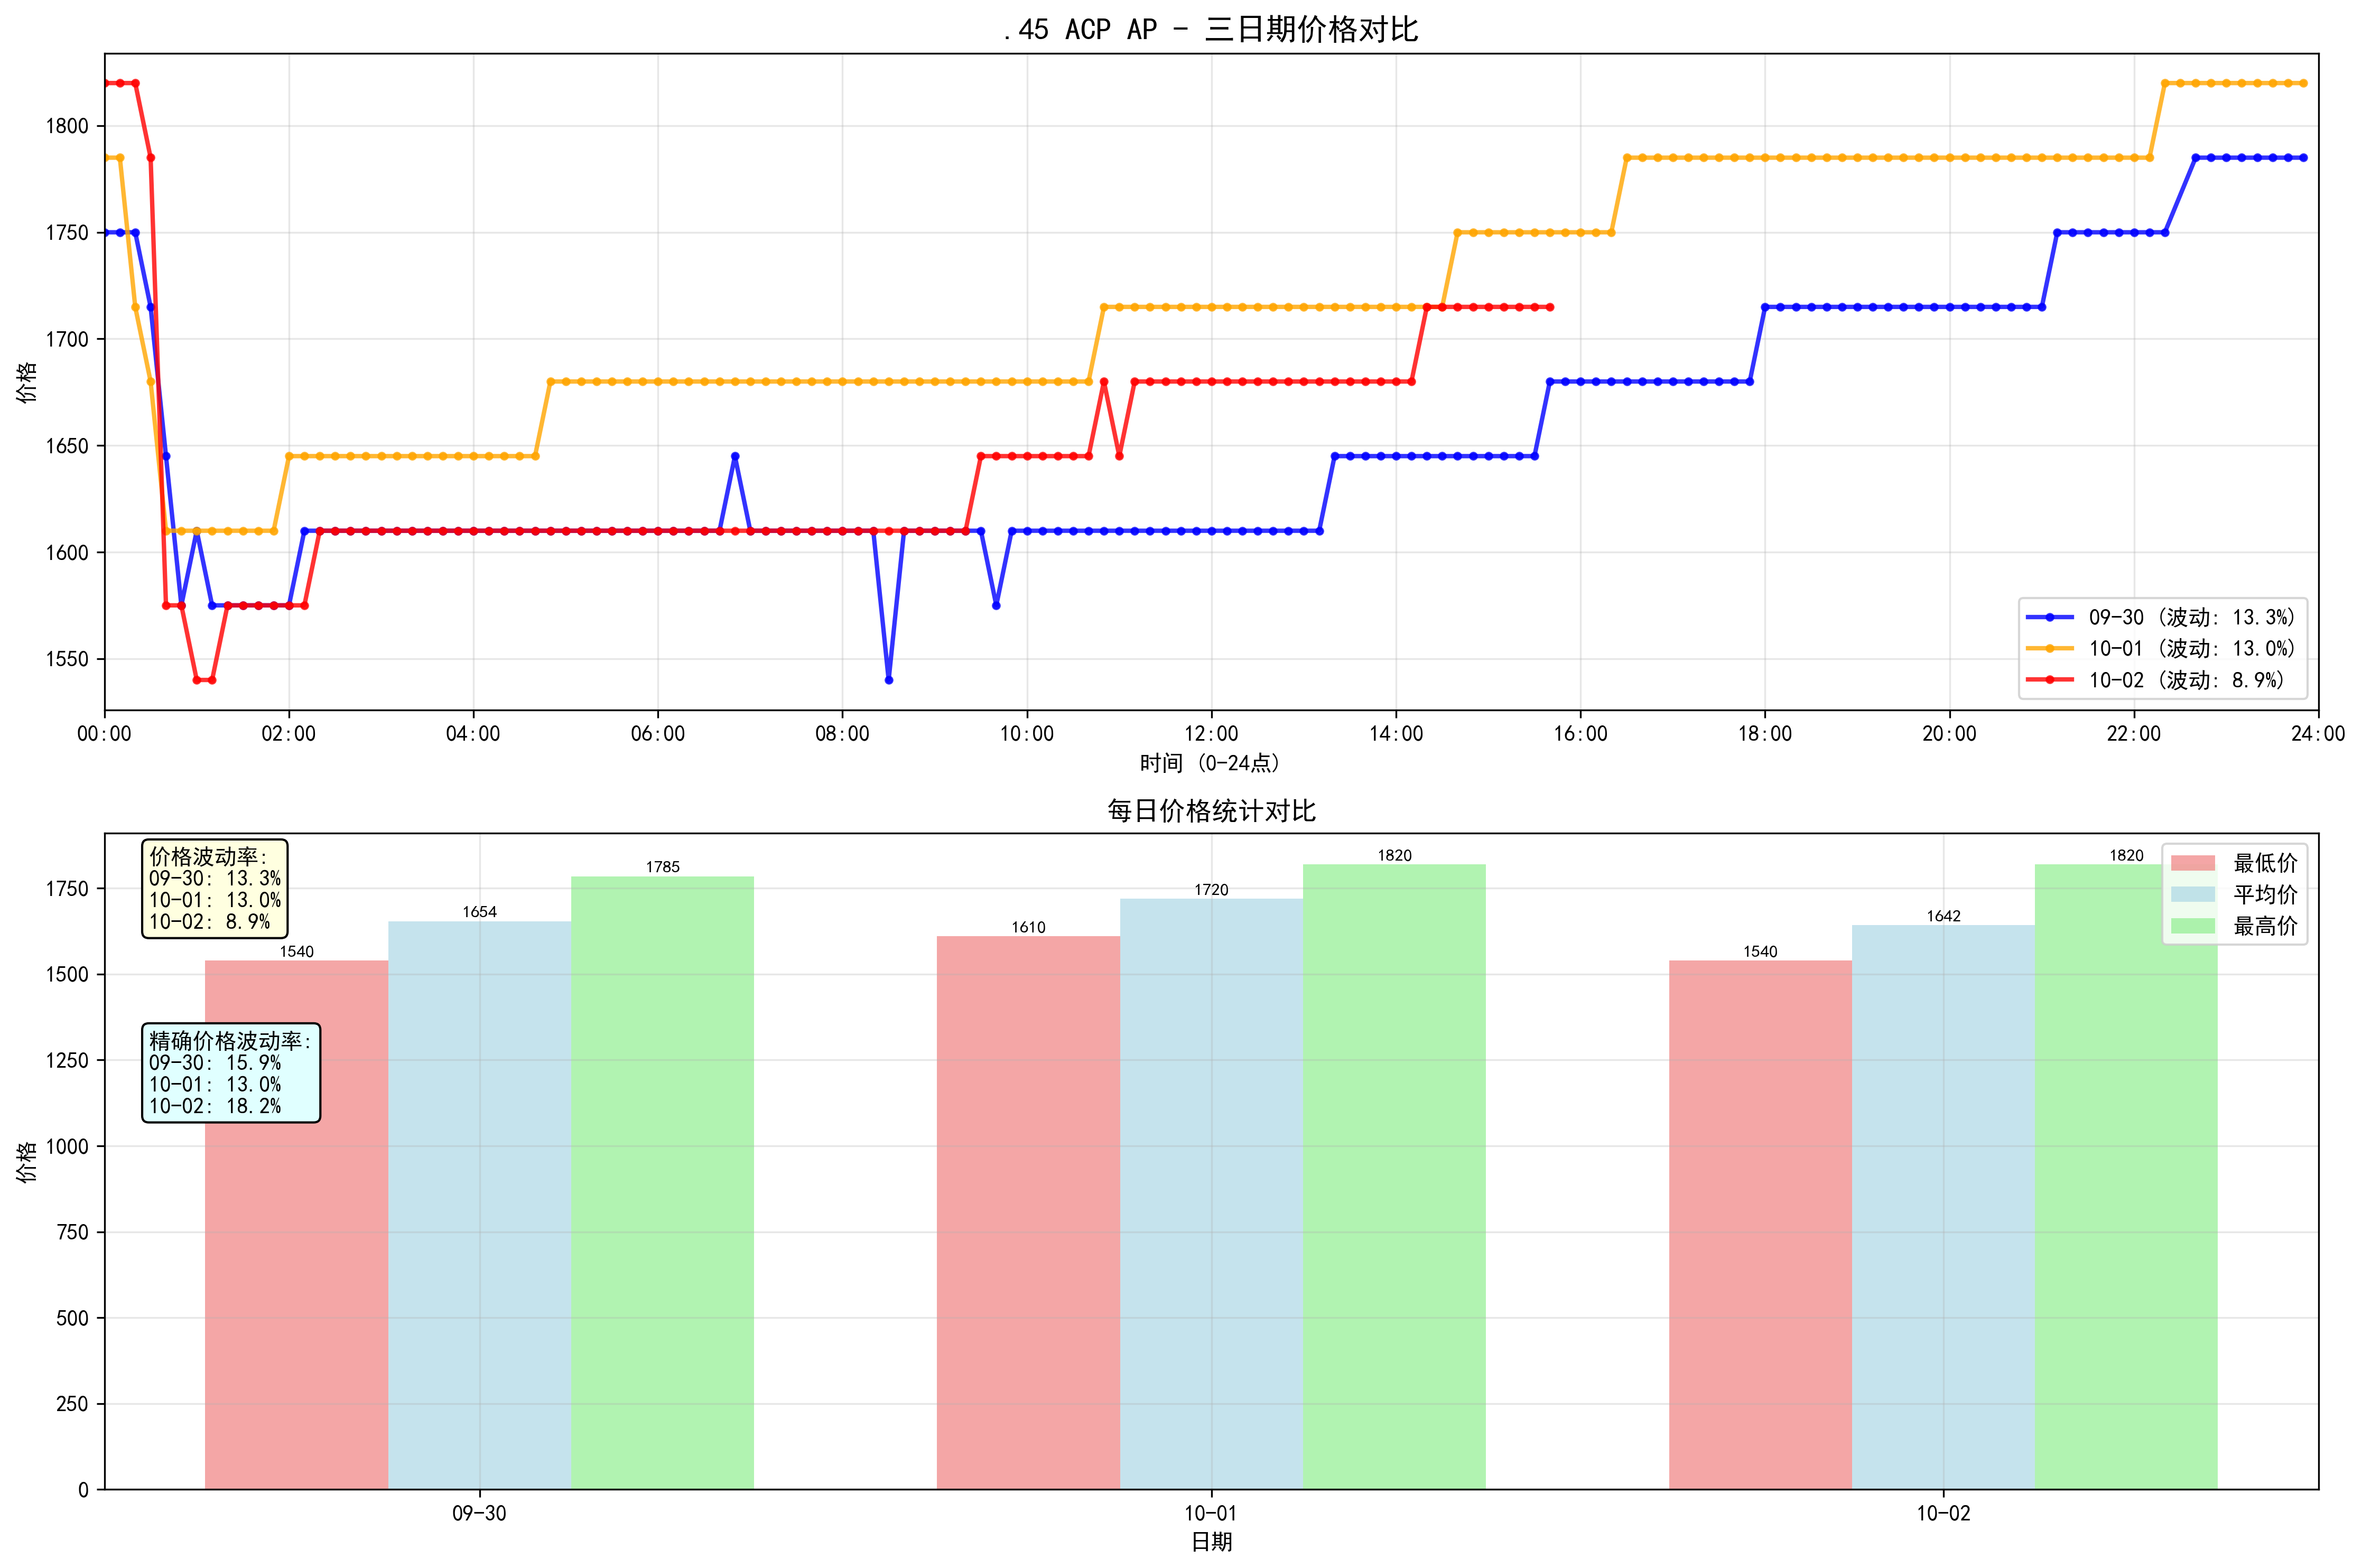 .45 ACP AP - 三日期价格对比
价格
1800
1750
1700
1650
1600
1550
09-30 (波动: 13.3%)
10-01 (波动: 13.0%)
10-02 (波动: 8.9%)
00:00 02:00 04:00 06:00 08:00 10:00 12:00 14:00 16:00 18:00 20:00 22:00 24:00
时间 (0-24点)
每日价格统计对比
价格
1750
1500
1250
1000
750
500
250
0
价格波动率:
09-30: 13.3%
10-01: 13.0%
10-02: 8.9%
精确价格波动率:
09-30: 15.9%
10-01: 13.0%
10-02: 18.2%
1540 1654 1785 1610 1720 1820 1540 1642 1820
最低价
平均价
最高价
09-30 10-01 10-02
日期